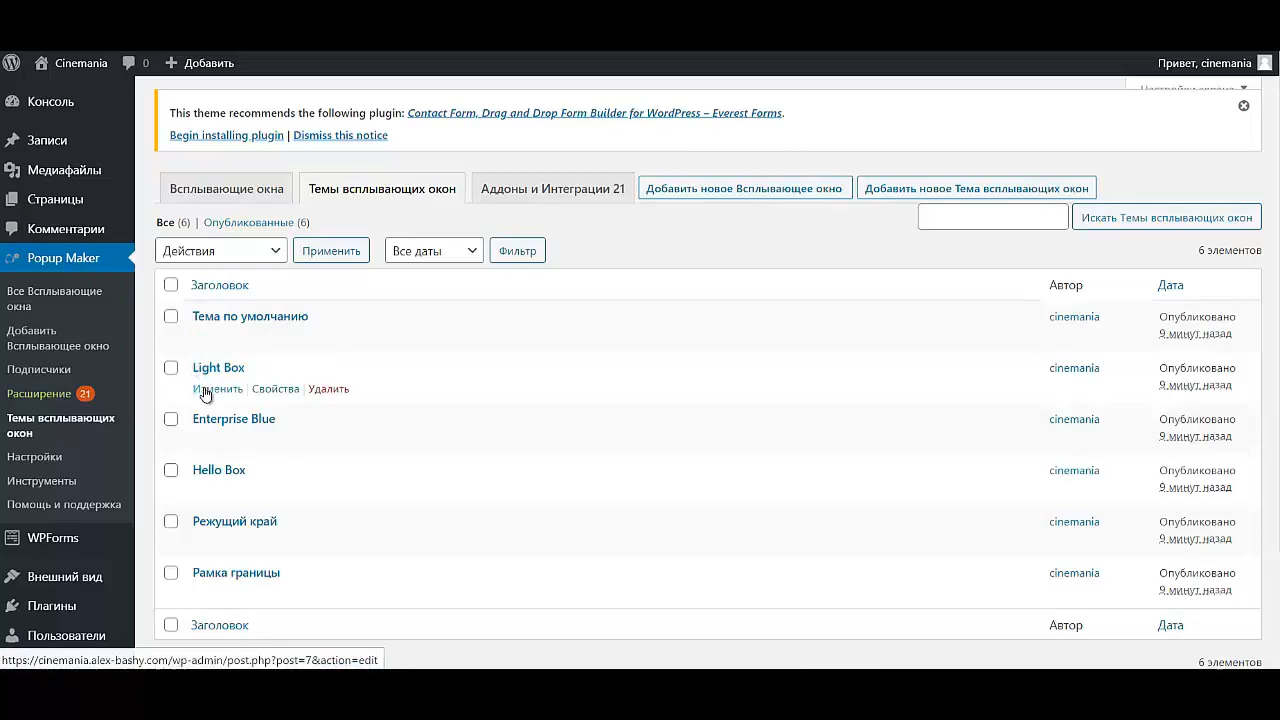 Cinemania 0 Добавить Привет, cinemania
Консоль
Записи
Медиафайлы
Страницы
Комментарии
Popup Maker
Все Всплывающие
окна
Добавить
Всплывающее окно
Подписчики
Расширение 21
Темы всплывающих
окон
Настройки
Инструменты
Помощь и поддержка
WPForms
Внешний вид
Плагины
Пользователи
Настройки экрана
This theme recommends the following plugin: Contact Form, Drag and Drop Form Builder for WordPress – Everest Forms.
Begin installing plugin | Dismiss this notice
Всплывающие окна Темы всплывающих окон Аддоны и Интеграции 21 Добавить новое Всплывающее окно Добавить новое Тема всплывающих окон
Все (6) | Опубликованные (6) Искать Темы всплывающих окон
Действия Применить Все даты Фильтр 6 элементов
Заголовок Автор Дата
Тема по умолчанию cinemania Опубликовано
9 минут назад
Light Box cinemania Опубликовано
Изменить | Свойства | Удалить 9 минут назад
Enterprise Blue cinemania Опубликовано
9 минут назад
Hello Box cinemania Опубликовано
9 минут назад
Режущий край cinemania Опубликовано
9 минут назад
Рамка границы cinemania Опубликовано
9 минут назад
Заголовок Автор Дата
6 элементов
https://cinemania.alex-bashy.com/wp-admin/post.php?post=7&action=edit